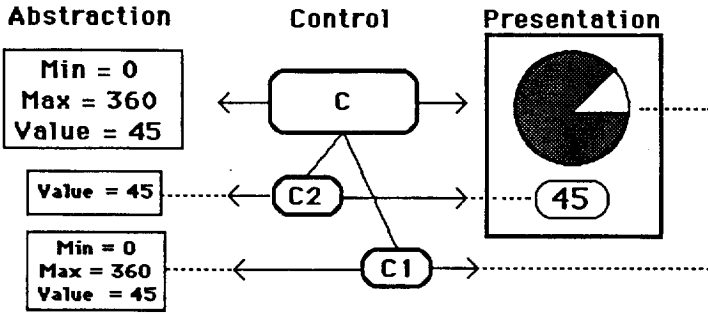 Abstraction Control Presentation
Min = 0
Max = 360
Value = 45
C
Value = 45
C2
45
Min = 0
Max = 360
Value = 45
C1